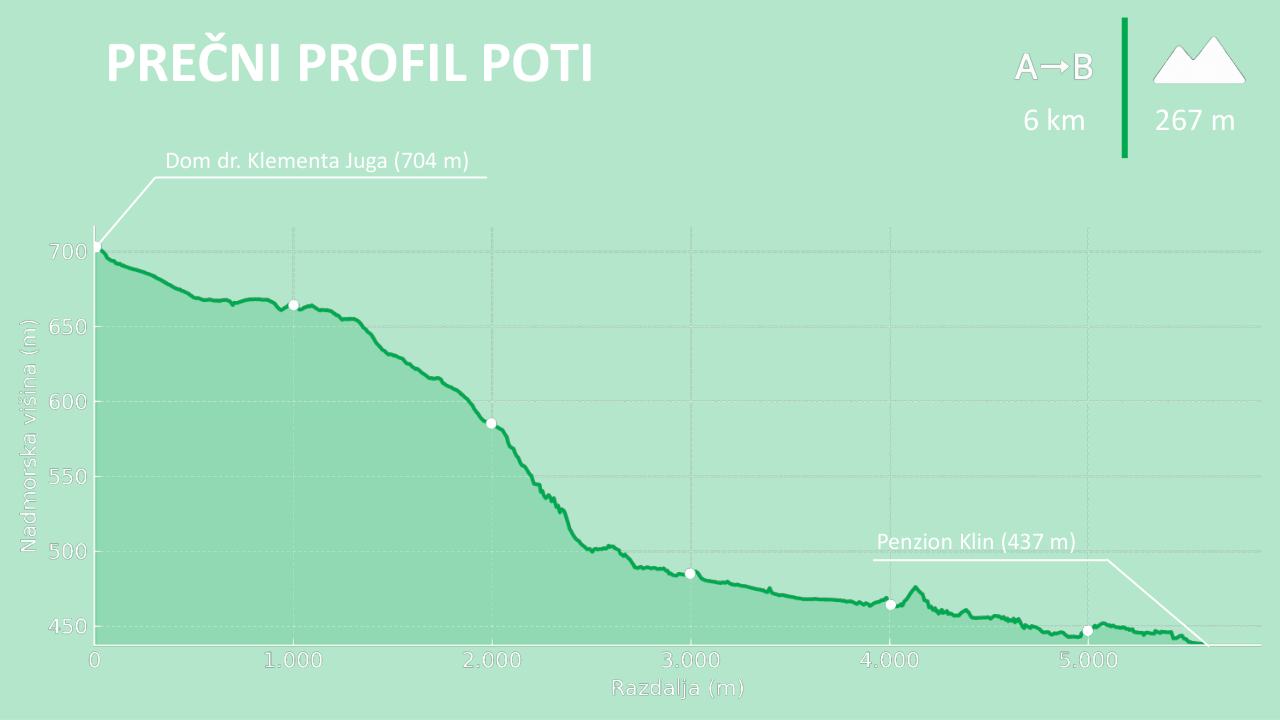 PREČNI PROFIL POTI
A→B
6 km
267 m
Dom dr. Klementa Juga (704 m)
700
650
600
550
500
450
Nadmorska višina (m)
Penzion Klin (437 m)
0
1.000
2.000
3.000
4.000
5.000
Razdalja (m)